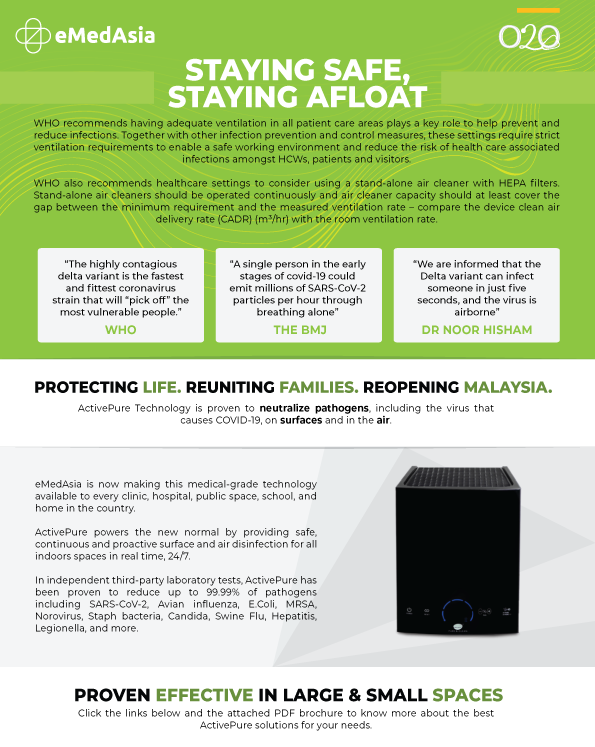 eMedAsia
O2O
STAYING SAFE,
STAYING AFLOAT
WHO recommends having adequate ventilation in all patient care areas plays a key role to help prevent and
reduce infections. Together with other infection prevention and control measures, these settings require strict
ventilation requirements to enable a safe working environment and reduce the risk of health care associated
infections amongst HCWs, patients and visitors.
WHO also recommends healthcare settings to consider using a stand-alone air cleaner with HEPA filters.
Stand-alone air cleaners should be operated continuously and air cleaner capacity should at least cover the
gap between the minimum requirement and the measured ventilation rate – compare the device clean air
delivery rate (CADR) (m³/hr) with the room ventilation rate.
“The highly contagious
delta variant is the fastest
and fittest coronavirus
strain that will “pick off” the
most vulnerable people.”
WHO
“A single person in the early
stages of covid-19 could
emit millions of SARS-CoV-2
particles per hour through
breathing alone”
THE BMJ
“We are informed that the
Delta variant can infect
someone in just five
seconds, and the virus is
airborne”
DR NOOR HISHAM
PROTECTING LIFE. REUNITING FAMILIES. REOPENING MALAYSIA.
ActivePure Technology is proven to neutralize pathogens, including the virus that
causes COVID-19, on surfaces and in the air.
eMedAsia is now making this medical-grade technology
available to every clinic, hospital, public space, school, and
home in the country.
ActivePure powers the new normal by providing safe,
continuous and proactive surface and air disinfection for all
indoors spaces in real time, 24/7.
In independent third-party laboratory tests, ActivePure has
been proven to reduce up to 99.99% of pathogens
including SARS-CoV-2, Avian influenza, E.Coli, MRSA,
Norovirus, Staph bacteria, Candida, Swine Flu, Hepatitis,
Legionella, and more.
PROVEN EFFECTIVE IN LARGE & SMALL SPACES
Click the links below and the attached PDF brochure to know more about the best
ActivePure solutions for your needs.